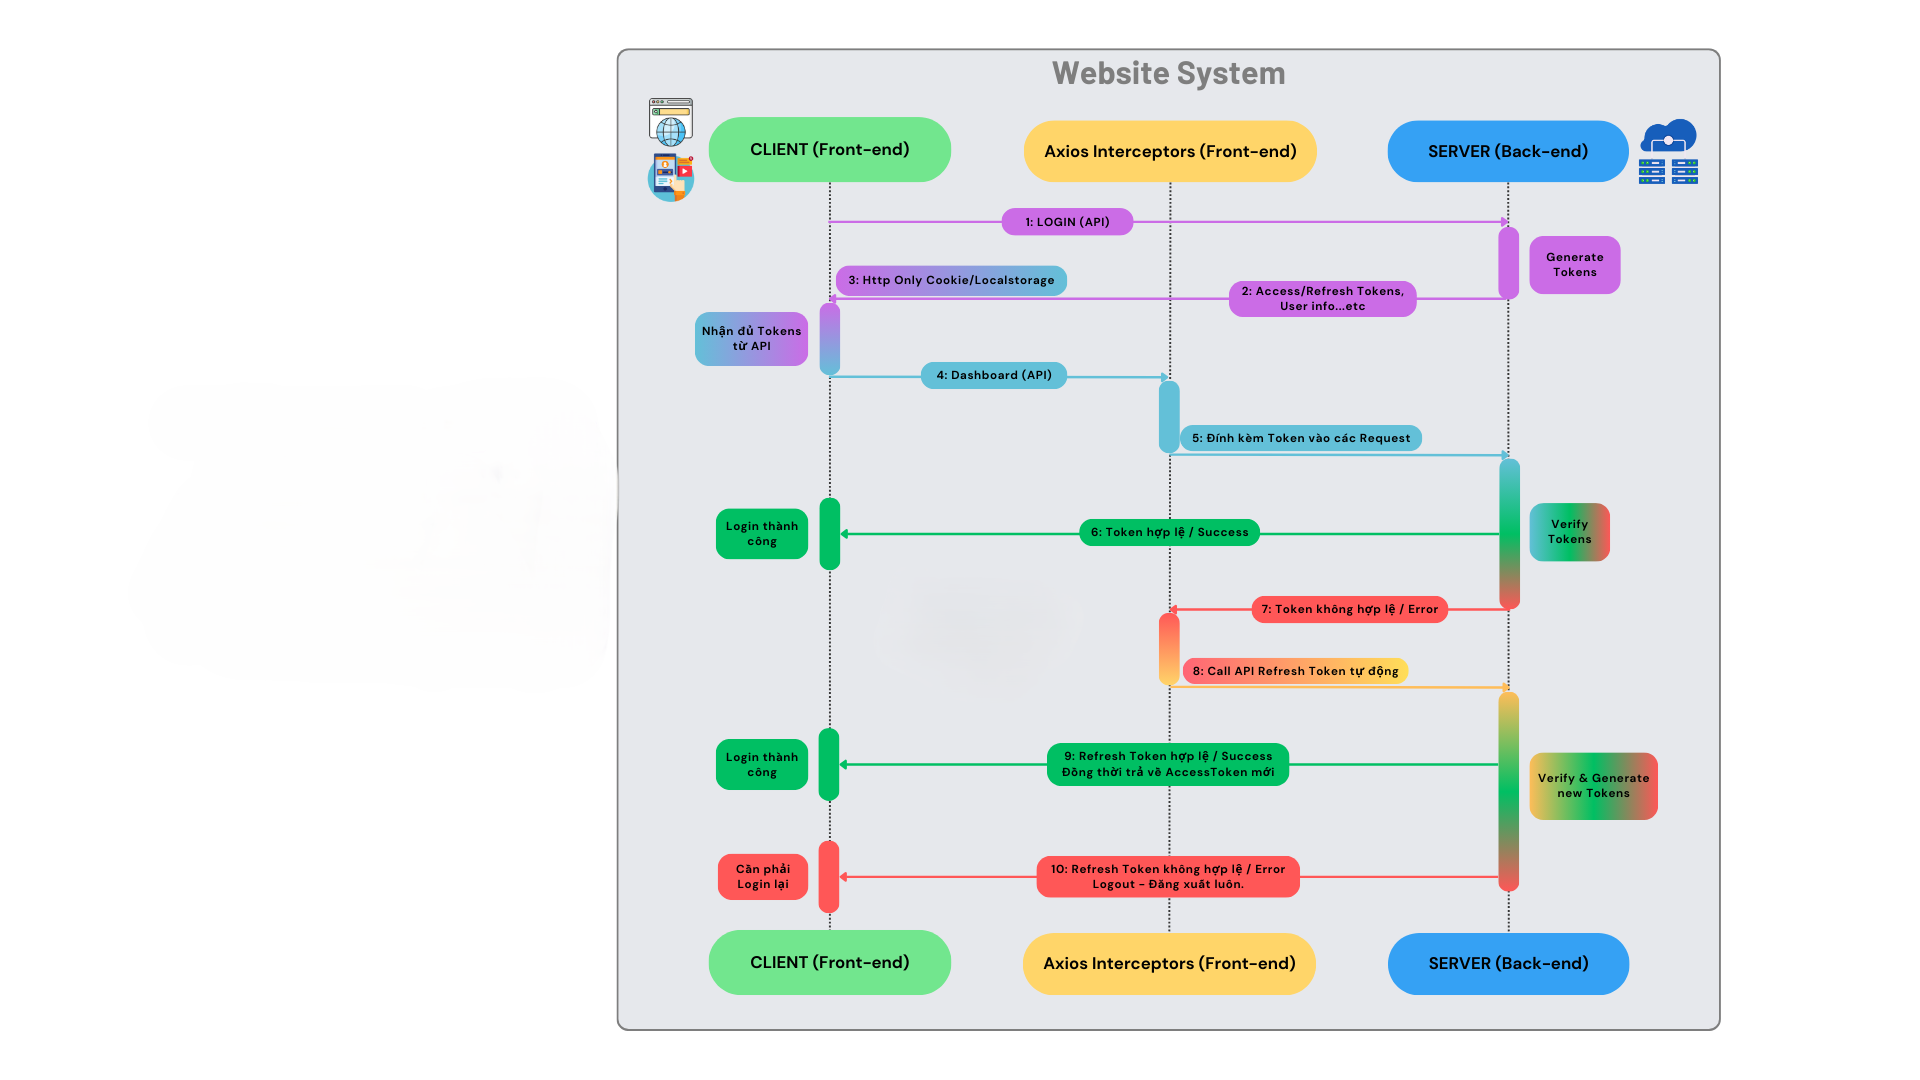 Website System
CLIENT (Front-end)
Axios Interceptors (Front-end)
SERVER (Back-end)
1: LOGIN (API)
Generate
Tokens
3: Http Only Cookie/Localstorage
2: Access/Refresh Tokens,
User info...etc
Nhận đủ Tokens
từ API
4: Dashboard (API)
5: Đính kèm Token vào các Request
Login thành
công
6: Token hợp lệ / Success
Verify
Tokens
7: Token không hợp lệ / Error
8: Call API Refresh Token tự động
Login thành
công
9: Refresh Token hợp lệ / Success
Đồng thời trả về AccessToken mới
Verify & Generate
new Tokens
Cần phải
Login lại
10: Refresh Token không hợp lệ / Error
Logout - Đăng xuất luôn.
CLIENT (Front-end)
Axios Interceptors (Front-end)
SERVER (Back-end)